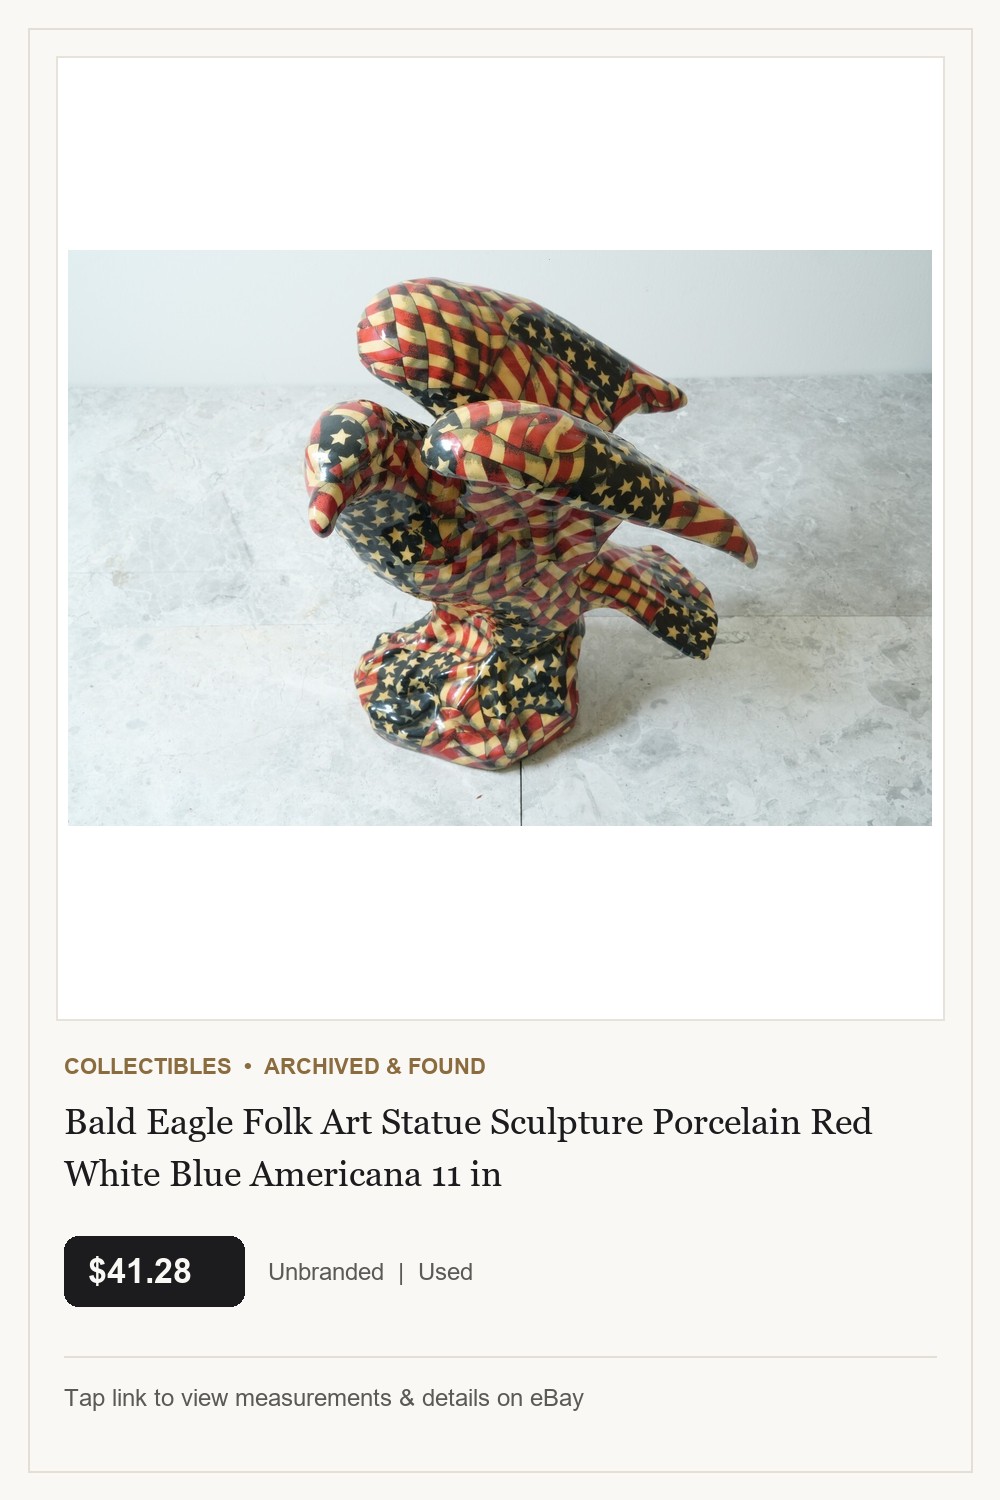 COLLECTIBLES • ARCHIVED & FOUND
Bald Eagle Folk Art Statue Sculpture Porcelain Red
White Blue Americana 11 in
$41.28
Unbranded | Used
Tap link to view measurements & details on eBay